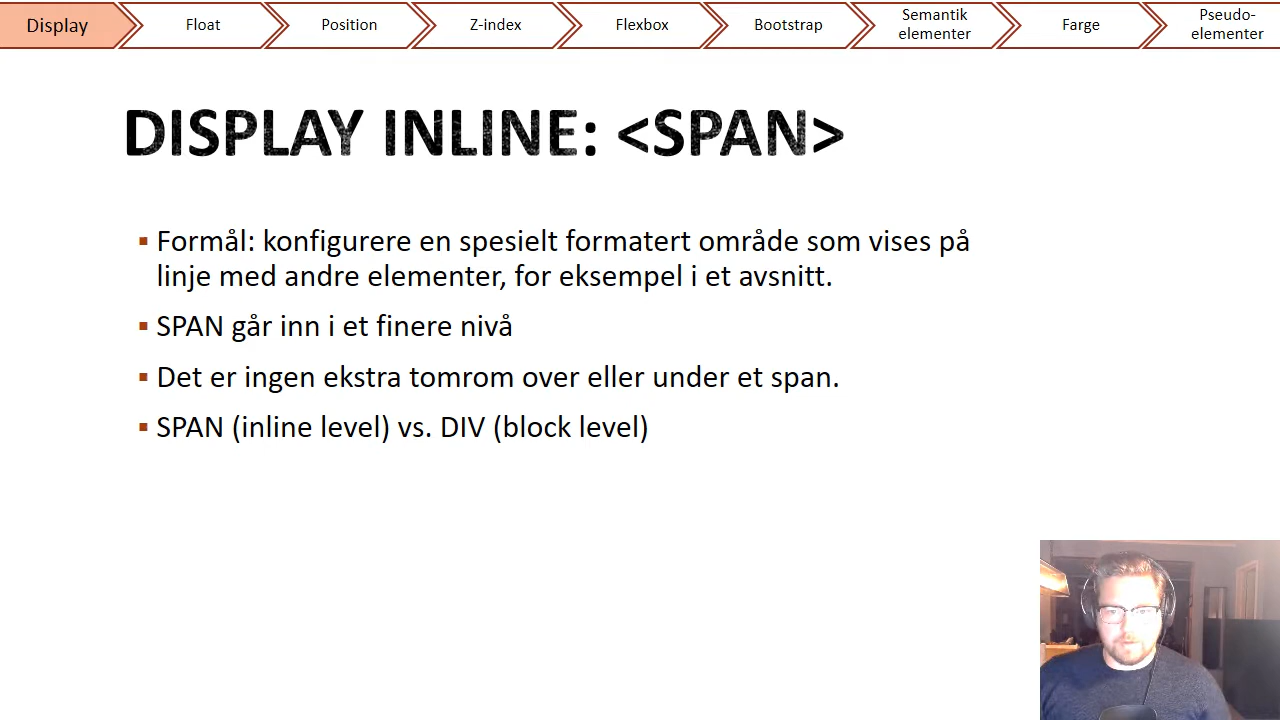 Display
Float
Position
Z-index
Flexbox
Bootstrap
Semantik
elementer
Farge
Pseudo-
elementer
DISPLAY INLINE: <SPAN>
▪ Formål: konfigurere en spesielt formatert område som vises på
linje med andre elementer, for eksempel i et avsnitt.
▪ SPAN går inn i et finere nivå
▪ Det er ingen ekstra tomrom over eller under et span.
▪ SPAN (inline level) vs. DIV (block level)